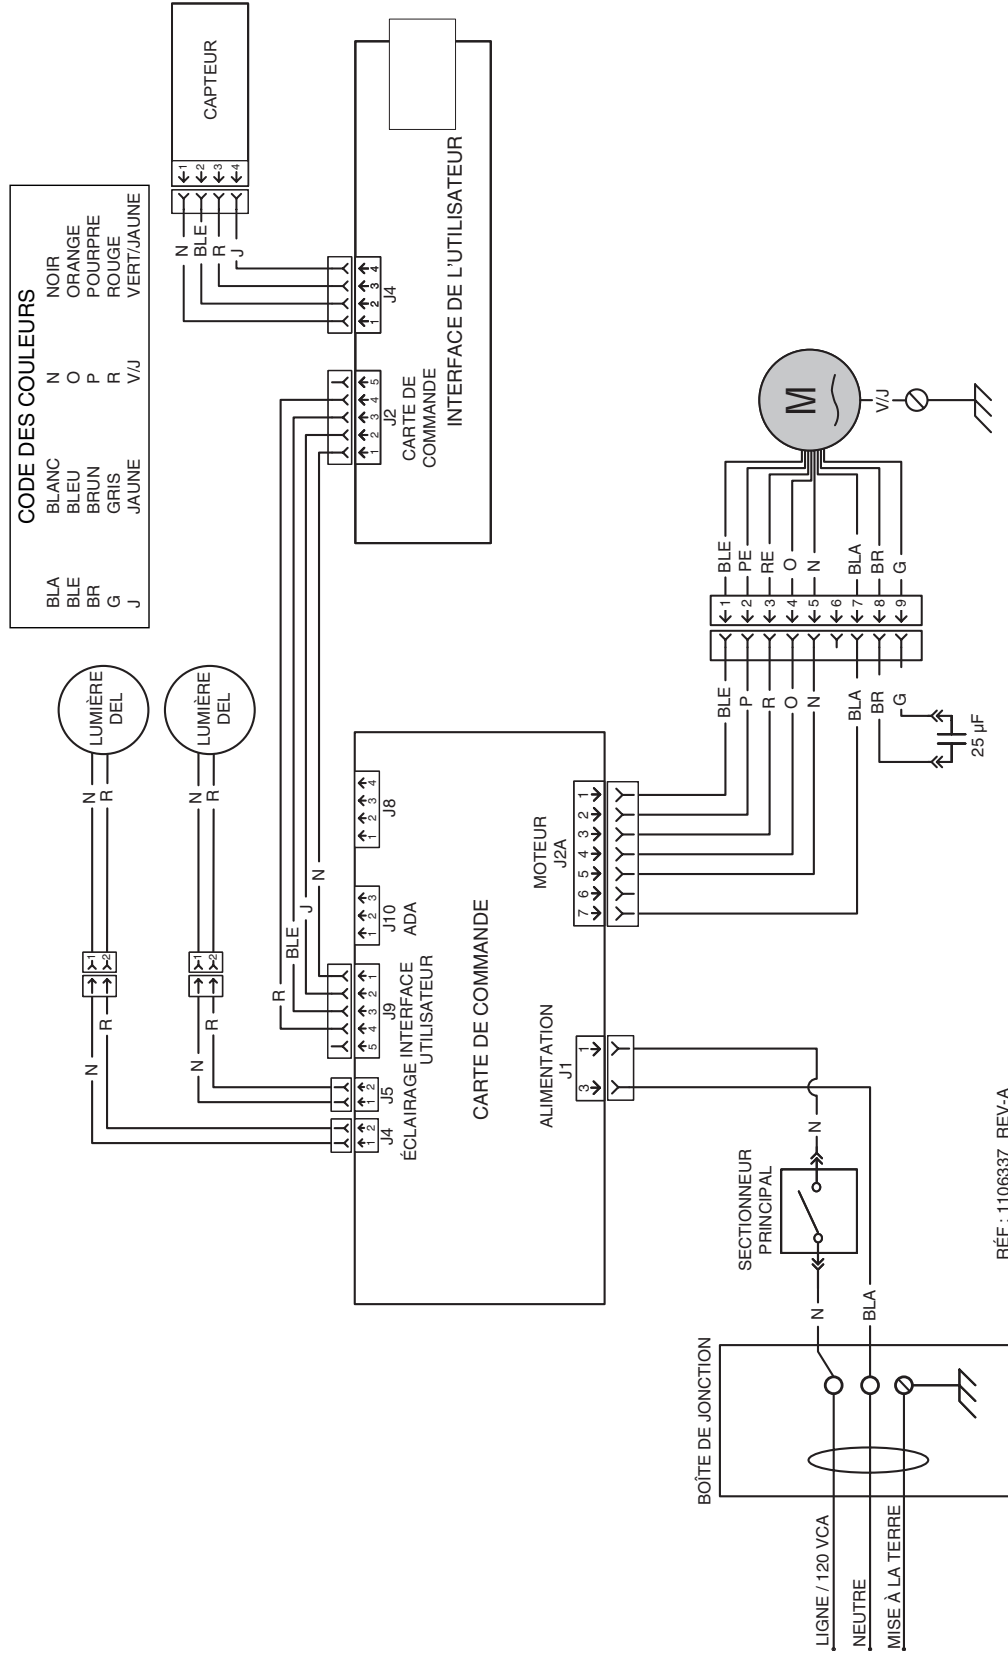 CODE DES COULEURS
BLA BLANC N NOIR
BLE BLEU O ORANGE
BR BRUN P POURPRE
G GRIS R ROUGE
J JAUNE V/J VERT/JAUNE
LUMIÈRE
DEL
LUMIÈRE
DEL
N
R
N
R
1
2
1
2
N
R
N
R
CAPTEUR
1
2
3
4
N
BLE
R
J
1 2 3 4
J4
1 2 3 4 5
J2
CARTE DE
COMMANDE
INTERFACE DE L'UTILISATEUR
R
BLE
J
N
1 2
J4
1 2
J5
ÉCLAIRAGE
5 4 3 2 1
J9
INTERFACE
UTILISATEUR
1 2 3
J10
ADA
1 2 3 4
J8
CARTE DE COMMANDE
ALIMENTATION
J1
3 1
MOTEUR
J2A
7 6 5 4 3 2 1
BLE
P
R
O
N
BLA
BR
G
1
2
3
4
5
6
7
8
9
BLE
PE
RE
O
N
BLA
BR
G
M
V/J
25 µF
SECTIONNEUR
PRINCIPAL
N
N
BLA
BOÎTE DE JONCTION
LIGNE / 120 VCA
NEUTRE
MISE À LA TERRE
RÉF : 1106337 REV-A